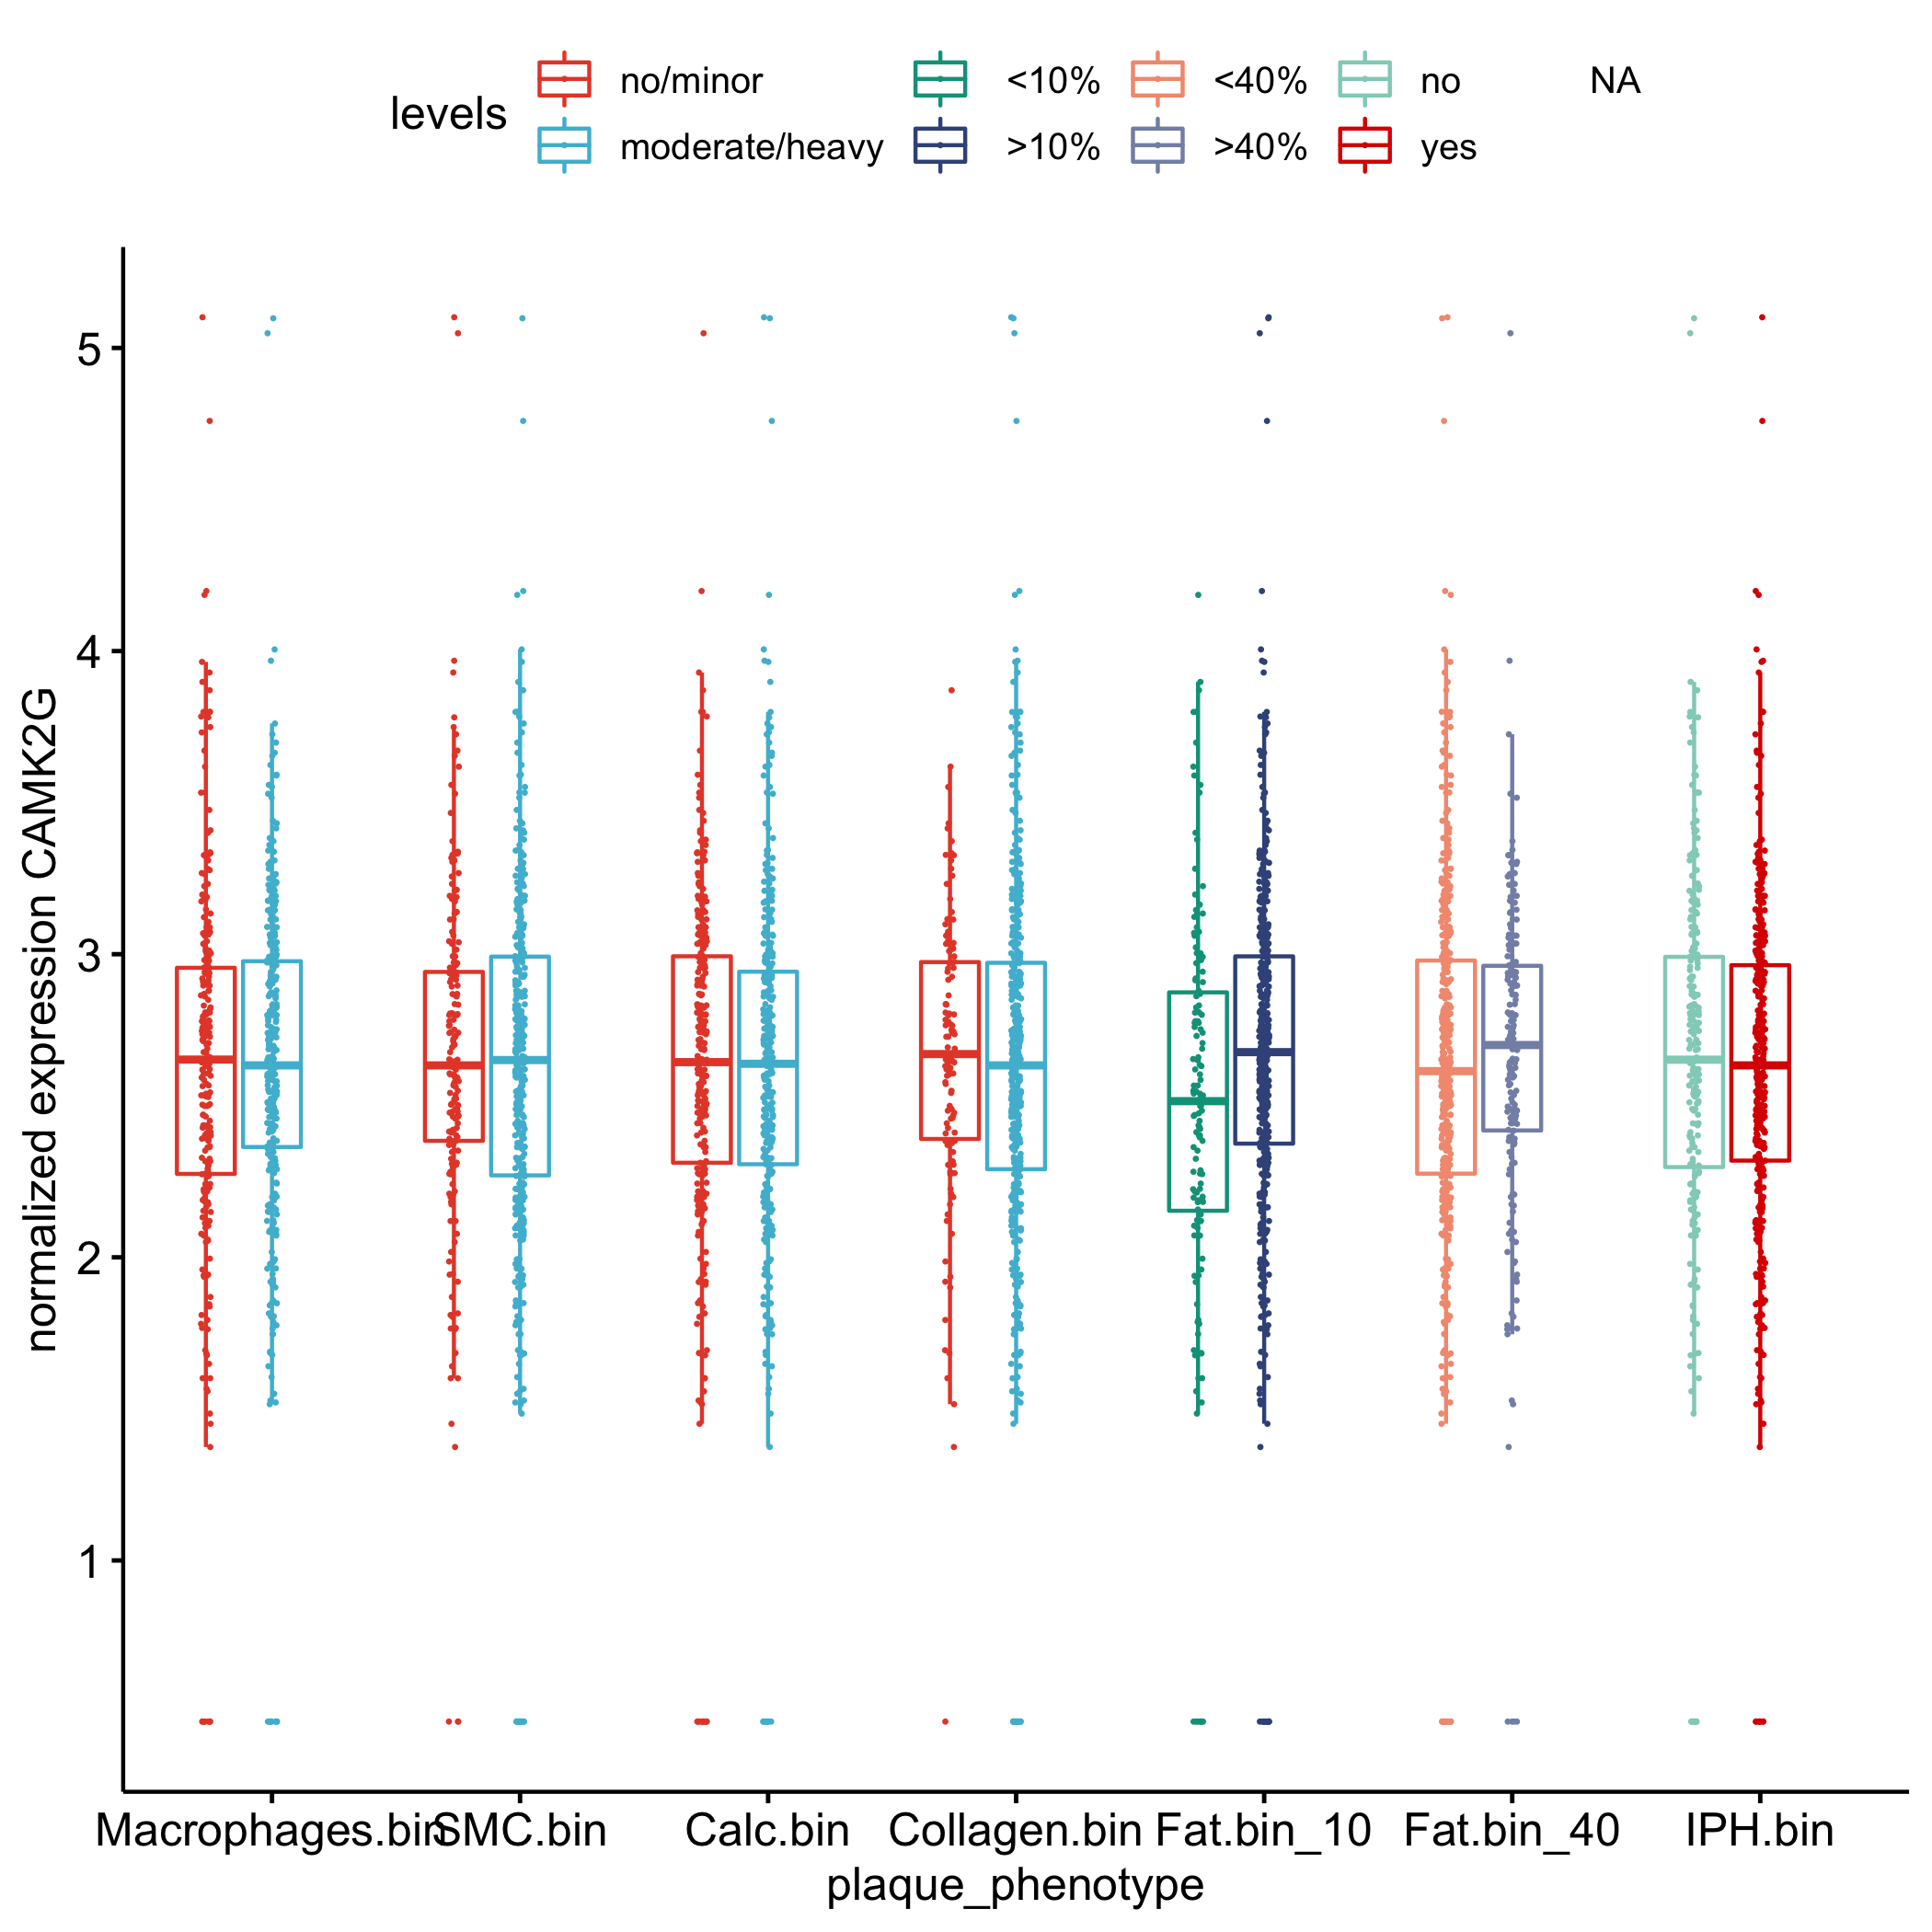 levels
no/minor <10% <40% no NA
moderate/heavy >10% >40% yes
normalized expression CAMK2G
5
4
3
2
1
Macrophages.bin SMC.bin Calc.bin Collagen.bin Fat.bin_10 Fat.bin_40 IPH.bin
plaque_phenotype